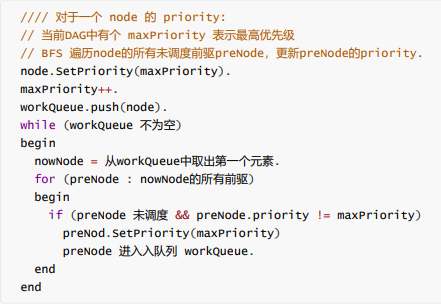 //// 对于一个 node 的 priority:
// 当前DAG中有个 maxPriority 表示最高优先级
// BFS 遍历node的所有未调度前驱preNode，更新preNode的priority.
node.SetPriority(maxPriority).
maxPriority++.
workQueue.push(node).
while (workQueue 不为空)
begin
nowNode = 从workQueue中取出第一个元素.
for (preNode : nowNode的所有前驱)
begin
if (preNode 未调度 && preNode.priority != maxPriority)
preNod.SetPriority(maxPriority)
preNode 进入入队列 workQueue.
end
end